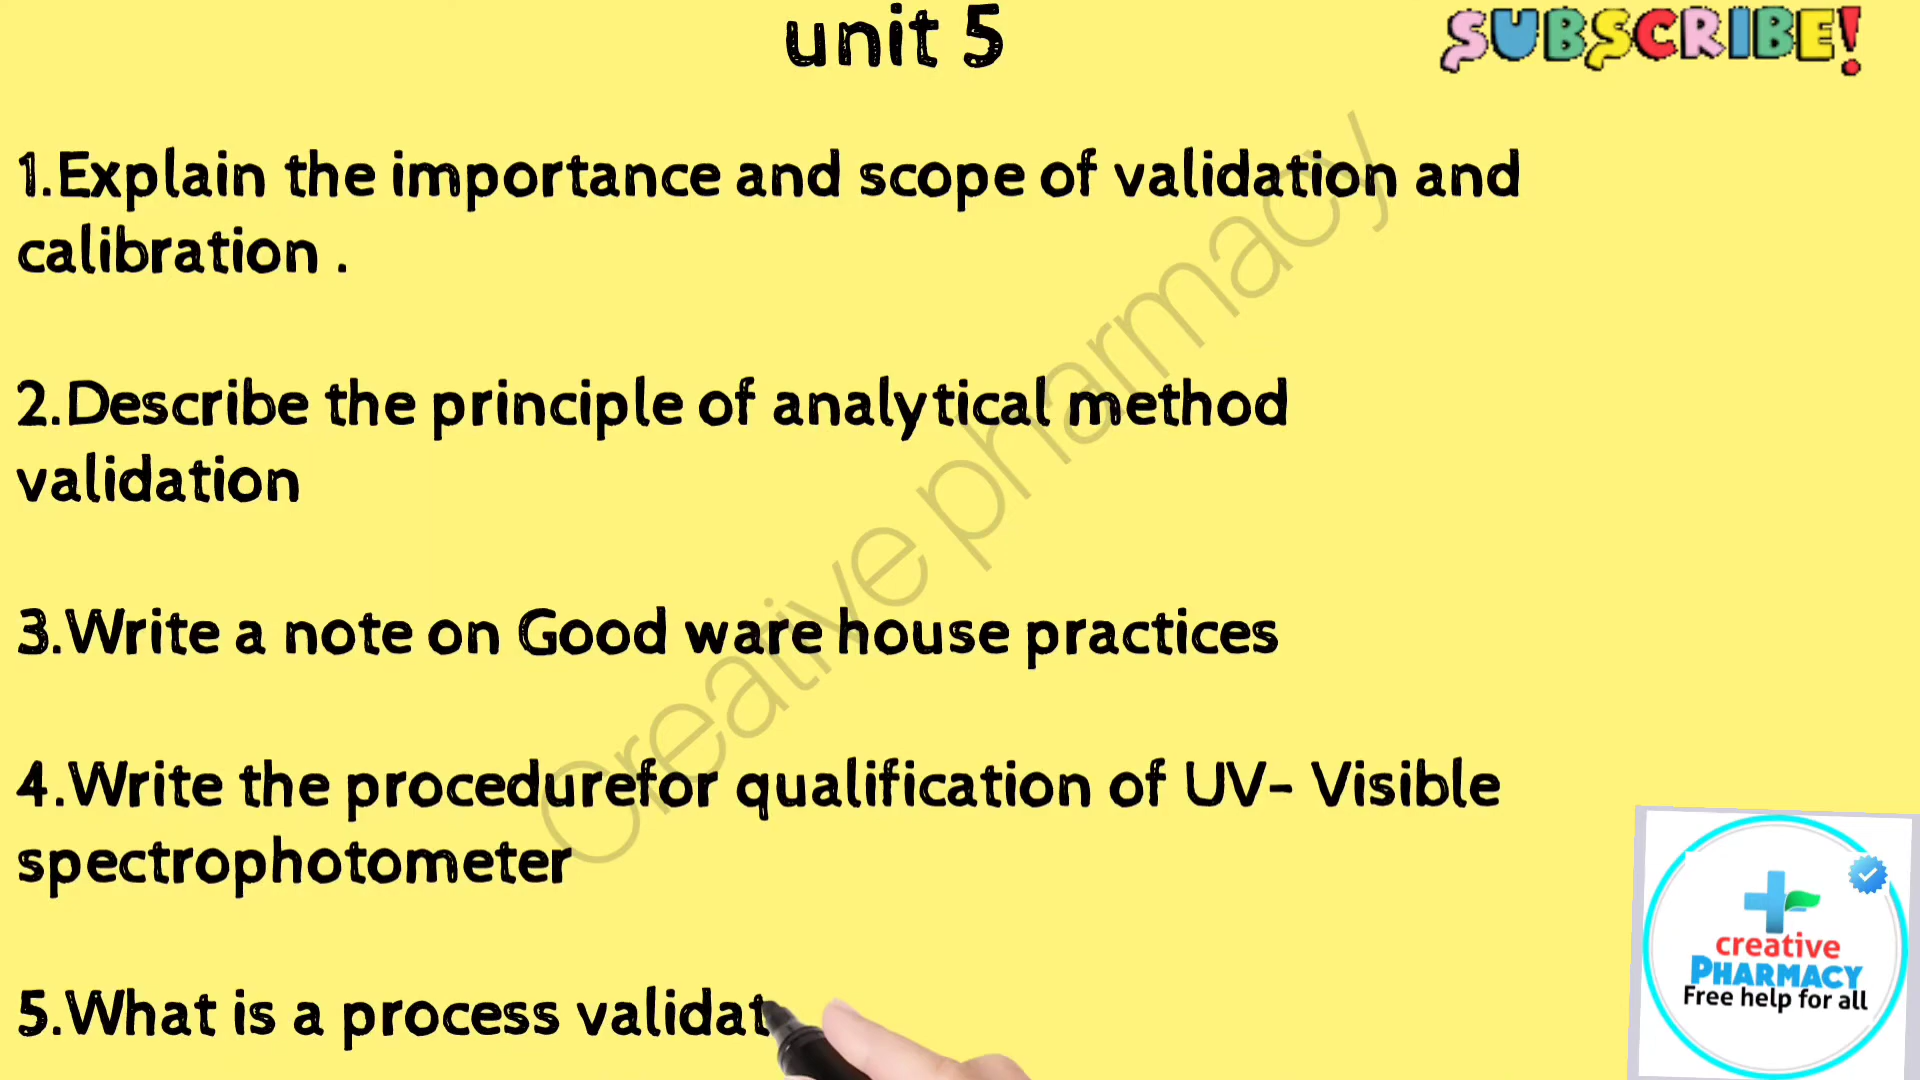 unit 5
SUBSCRIBE!
1.Explain the importance and scope of validation and
calibration .
2.Describe the principle of analytical method
validation
3.Write a note on Good ware house practices
4.Write the procedurefor qualification of UV- Visible
spectrophotometer
5.What is a process validat
Creative pharmacy
creative
PHARMACY
Free help for all